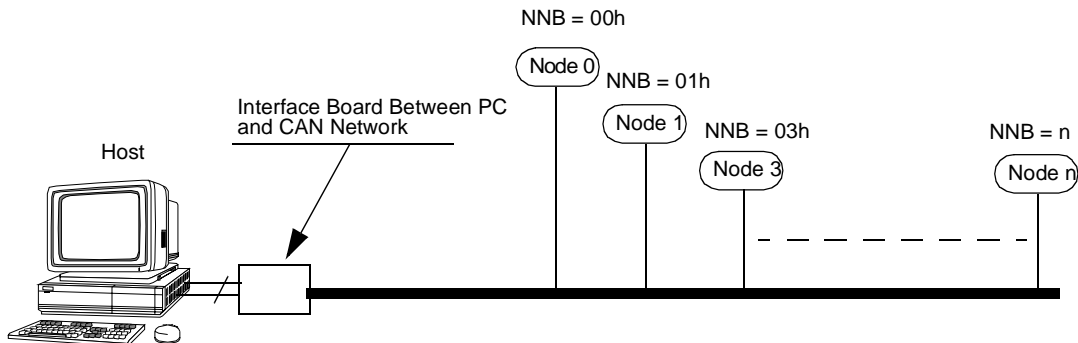 NNB = 00h
Node 0
NNB = 01h
Interface Board Between PC
and CAN Network
Node 1
NNB = 03h
NNB = n
Host
Node 3
Node n